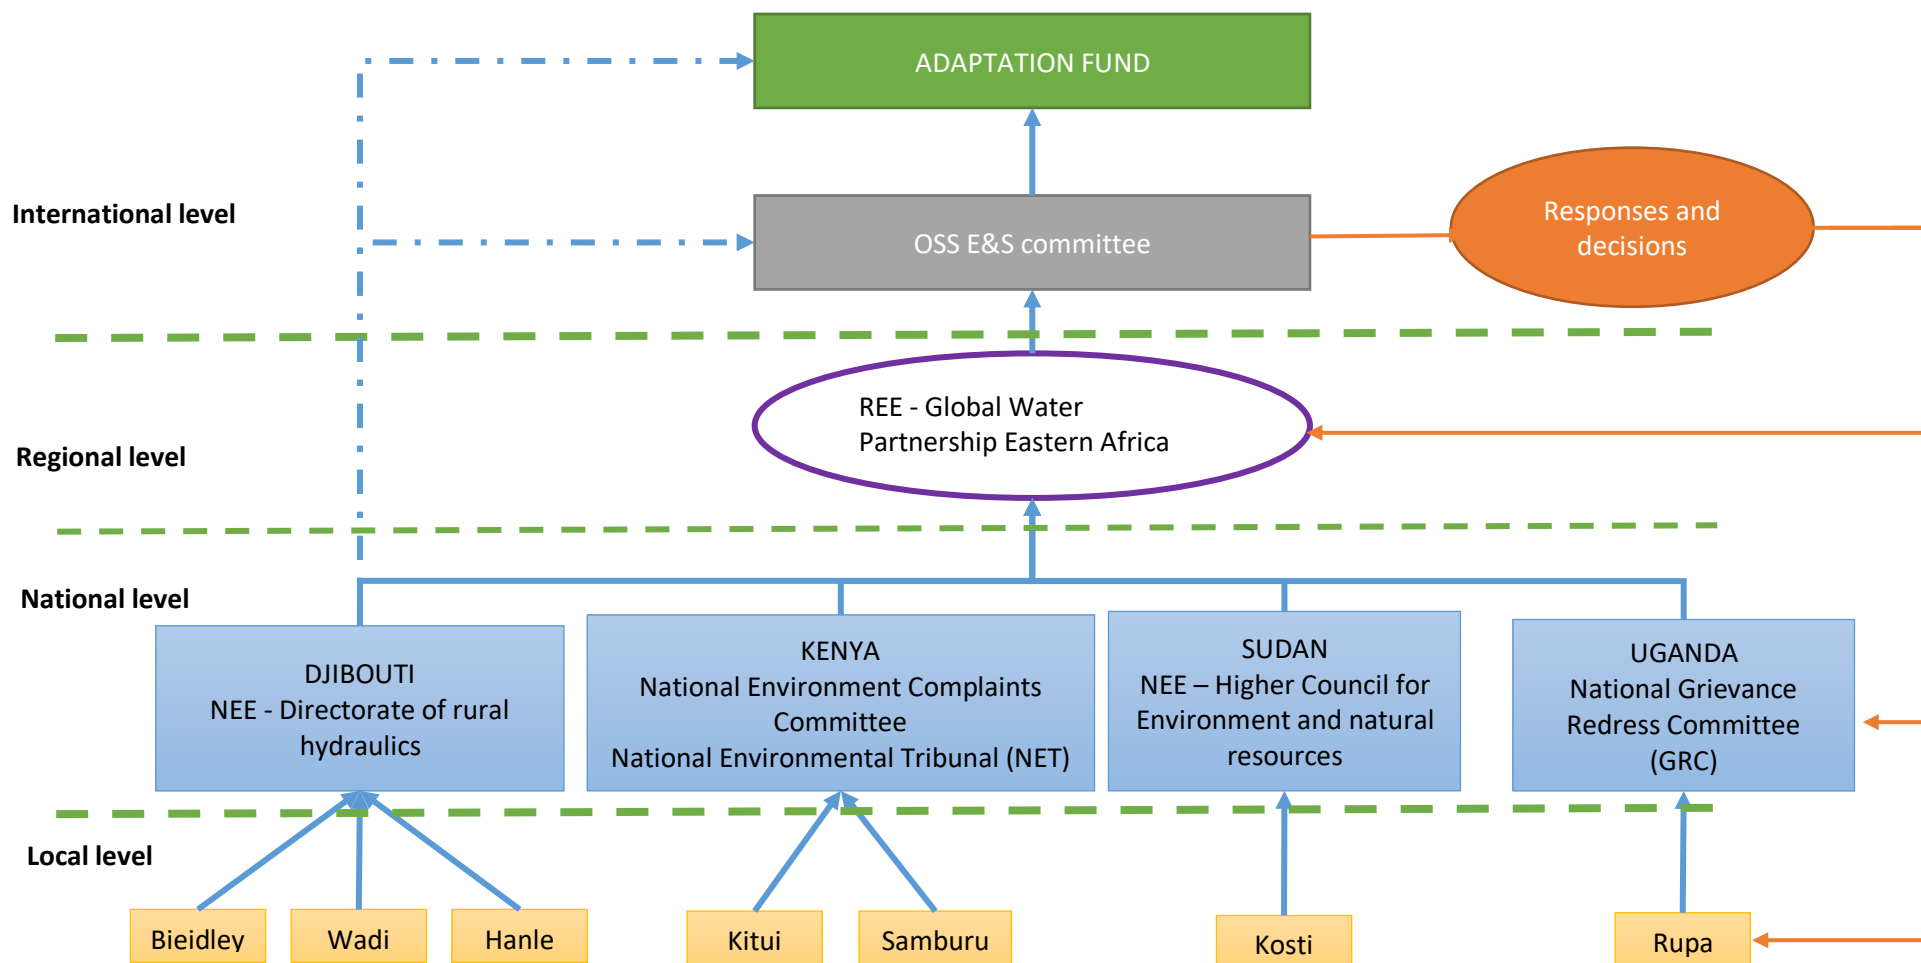 ADAPTATION FUND
International level
OSS E&S committee
Responses and
decisions
REE - Global Water
Partnership Eastern Africa
Regional level
National level
DJIBOUTI
NEE - Directorate of rural
hydraulics
KENYA
National Environment Complaints
Committee
National Environmental Tribunal (NET)
SUDAN
NEE – Higher Council for
Environment and natural
resources
UGANDA
National Grievance
Redress Committee
(GRC)
Local level
Bieidley
Wadi
Hanle
Kitui
Samburu
Kosti
Rupa